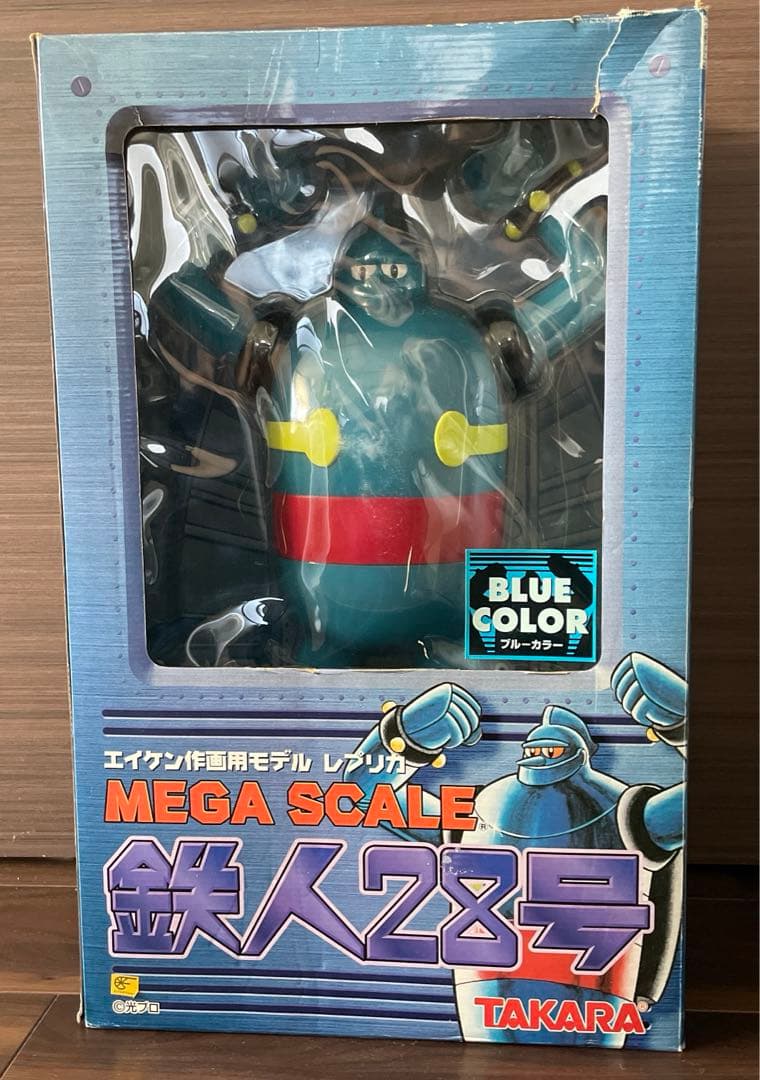 BLUE
COLOR
ブルーカラー
エイケン作画用モデル レプリカ
MEGA SCALE®
鉄人28号
©光プロ
TAKARA®